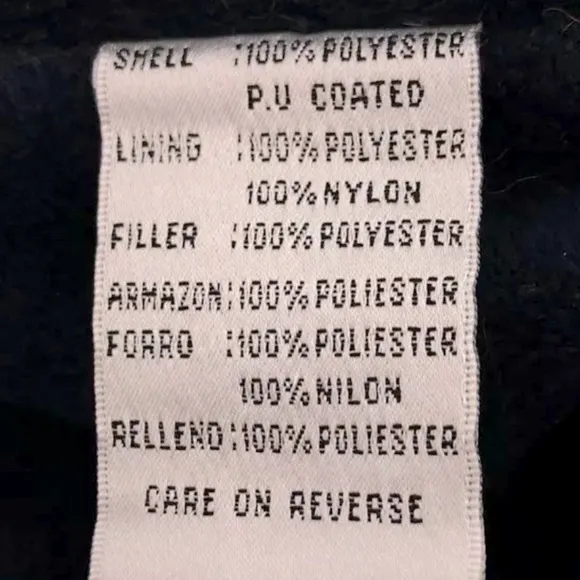 SHELL :100% POLYESTER
P.U COATED
LINING :100% POLYESTER
100% NYLON
FILLER :100% POLYESTER
ARMAZON:100% POLIESTER
FORRO :100% POLIESTER
100% NILON
RELLENO:100% POLIESTER
CARE ON REVERSE